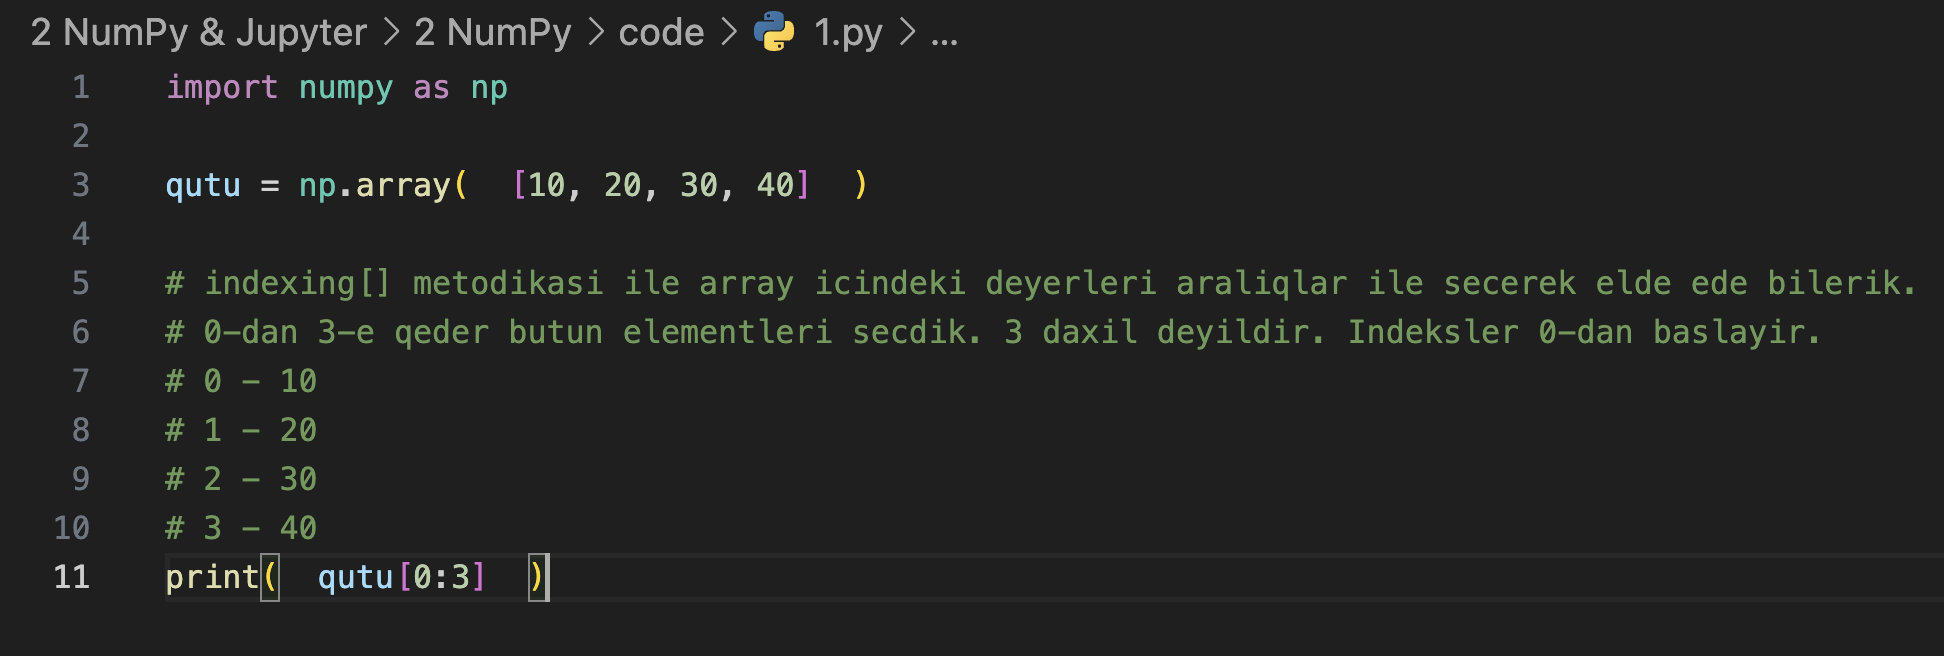 2 NumPy & Jupyter > 2 NumPy > code > 1.py > ...
1 import numpy as np
2
3 qutu = np.array(  [10, 20, 30, 40]  )
4
5 # indexing[] metodikasi ile array icindeki deyerleri araliqlar ile secerek elde ede bilerik.
6 # 0-dan 3-e qeder butun elementleri secdik. 3 daxil deyildir. Indeksler 0-dan baslayir.
7 # 0 - 10
8 # 1 - 20
9 # 2 - 30
10 # 3 - 40
11 print(  qutu[0:3]  )